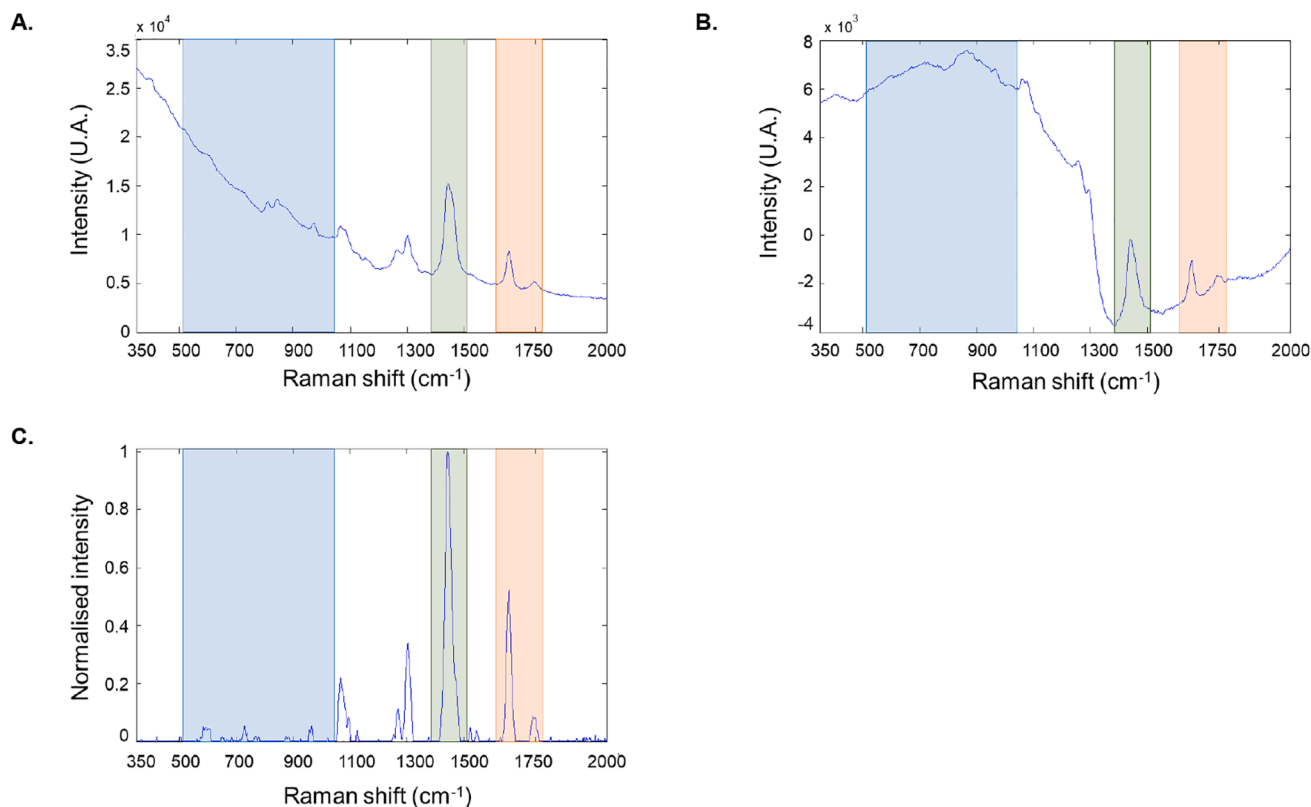 A.
x 10⁴
3.5
3
2.5
2
1.5
1
0.5
0
Intensity (U.A.)
350 500 700 900 1100 1300 1500 1750 2000
Raman shift (cm⁻¹)
B.
x 10³
8
6
4
2
0
-2
-4
Intensity (U.A.)
350 500 700 900 1100 1300 1500 1750 2000
Raman shift (cm⁻¹)
C.
1
0.8
0.6
0.4
0.2
0
Normalised intensity
350 500 700 900 1100 1300 1500 1750 2000
Raman shift (cm⁻¹)